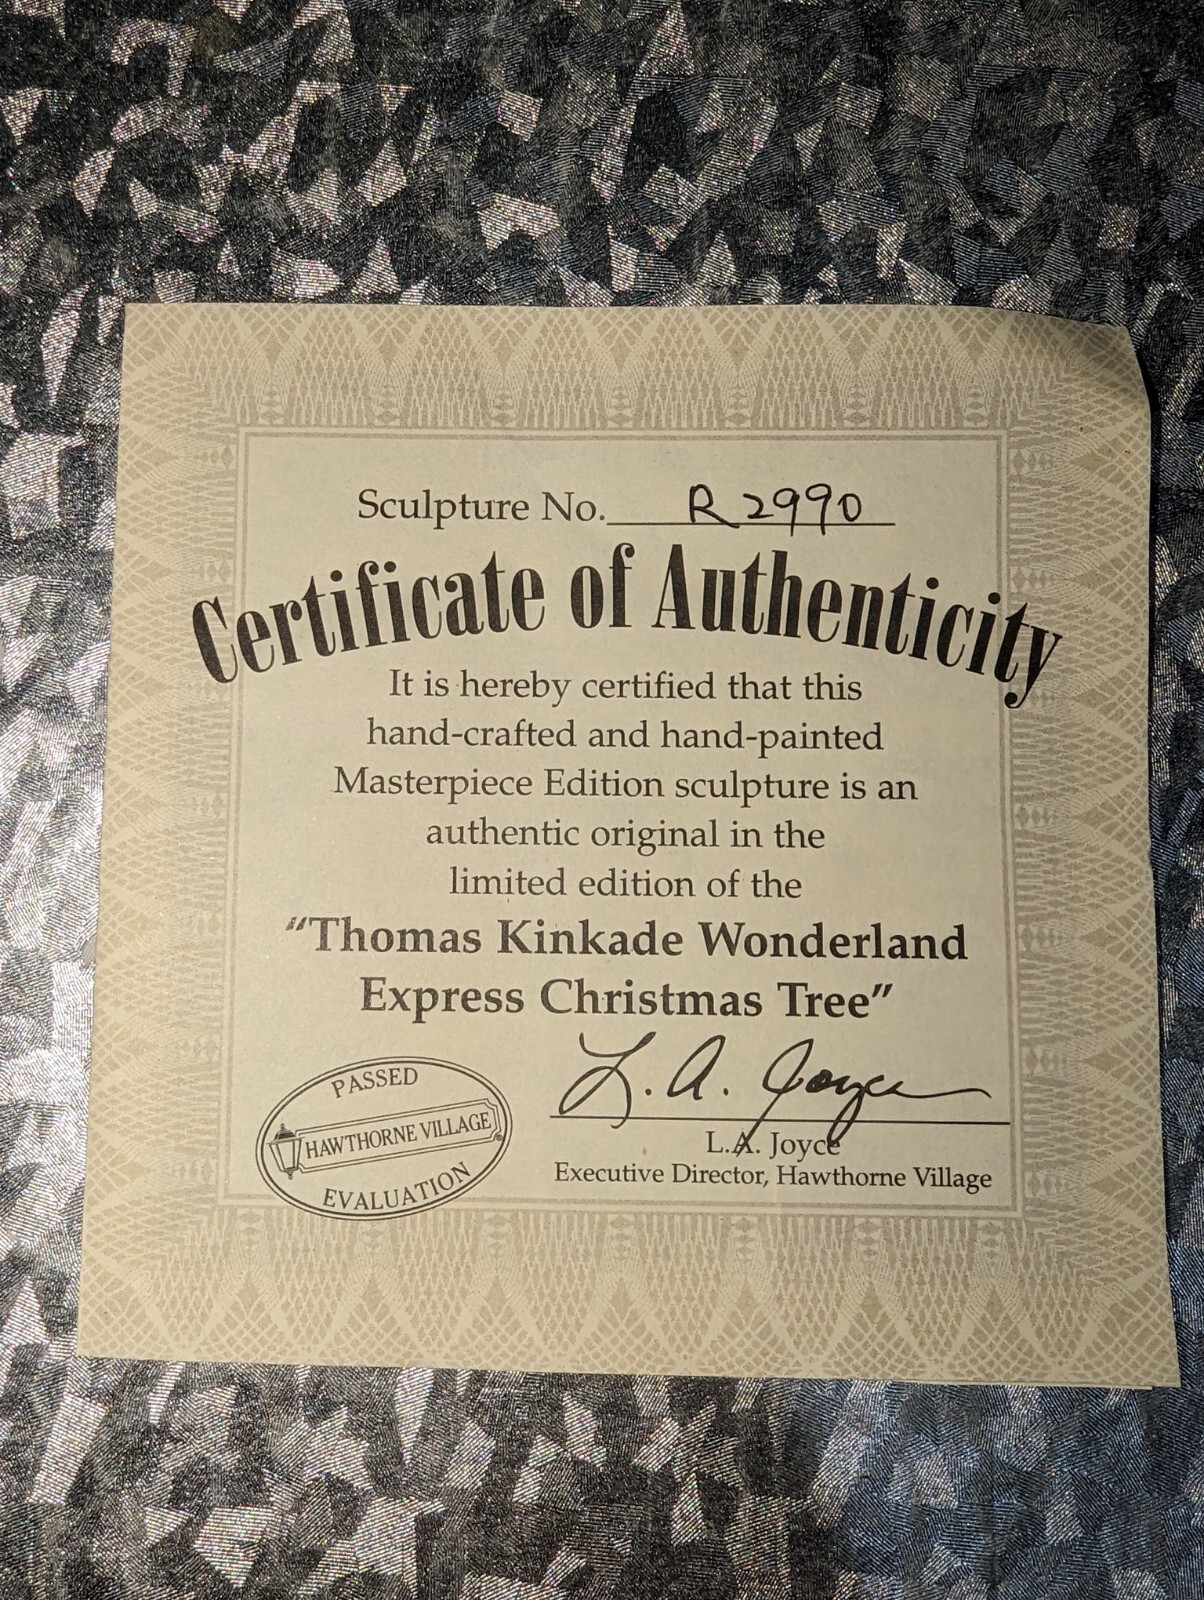 Sculpture No. R2990
Certificate of Authenticity
It is hereby certified that this
hand-crafted and hand-painted
Masterpiece Edition sculpture is an
authentic original in the
limited edition of the
"Thomas Kinkade Wonderland
Express Christmas Tree"
L. A. Joyce
L.A. Joyce
Executive Director, Hawthorne Village
PASSED
HAWTHORNE VILLAGE®
EVALUATION